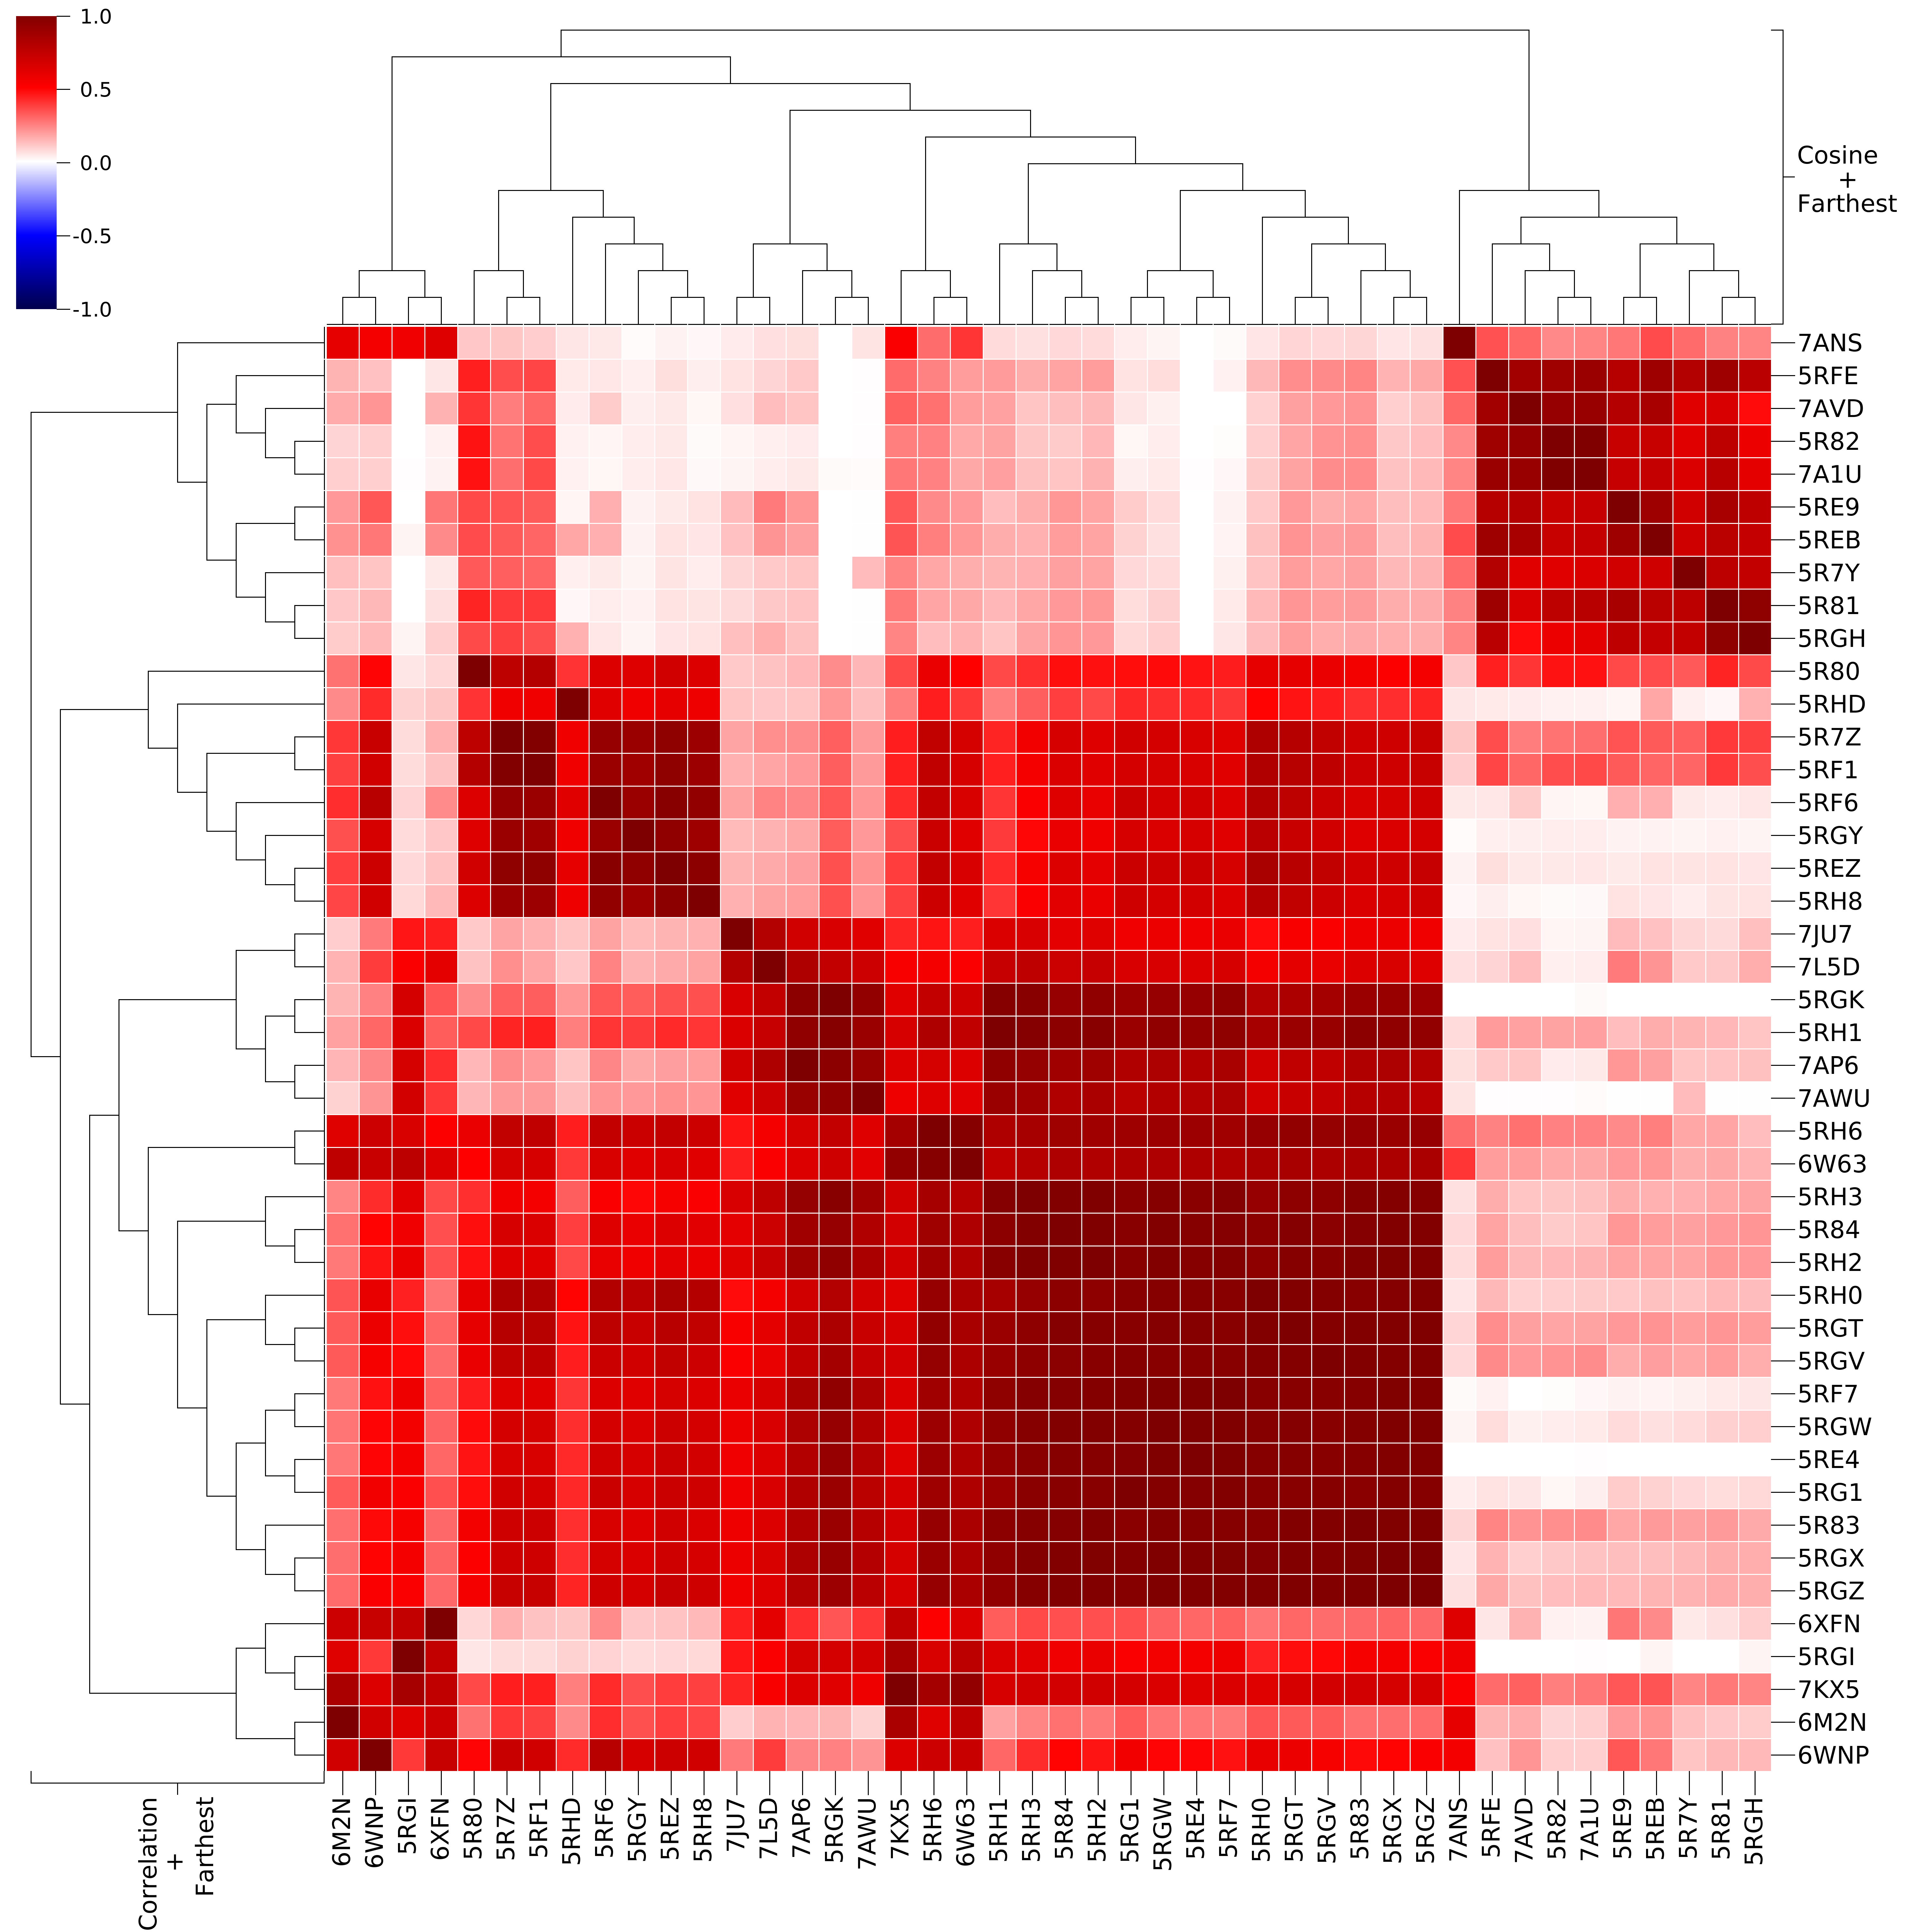 1.0
0.5
0.0
-0.5
-1.0
Cosine
+
Farthest
7ANS
5RFE
7AVD
5R82
7A1U
5RE9
5REB
5R7Y
5R81
5RGH
5R80
5RHD
5R7Z
5RF1
5RF6
5RGY
5REZ
5RH8
7JU7
7L5D
5RGK
5RH1
7AP6
7AWU
5RH6
6W63
5RH3
5R84
5RH2
5RH0
5RGT
5RGV
5RF7
5RGW
5RE4
5RG1
5R83
5RGX
5RGZ
6XFN
5RGI
7KX5
6M2N
6WNP
Correlation
+
Farthest
6M2N
6WNP
5RGI
6XFN
5R80
5R7Z
5RF1
5RHD
5RF6
5RGY
5REZ
5RH8
7JU7
7L5D
7AP6
5RGK
7AWU
7KX5
5RH6
6W63
5RH1
5RH3
5R84
5RH2
5RG1
5RGW
5RE4
5RF7
5RH0
5RGT
5RGV
5R83
5RGX
5RGZ
7ANS
5RFE
7AVD
5R82
7A1U
5RE9
5REB
5R7Y
5R81
5RGH